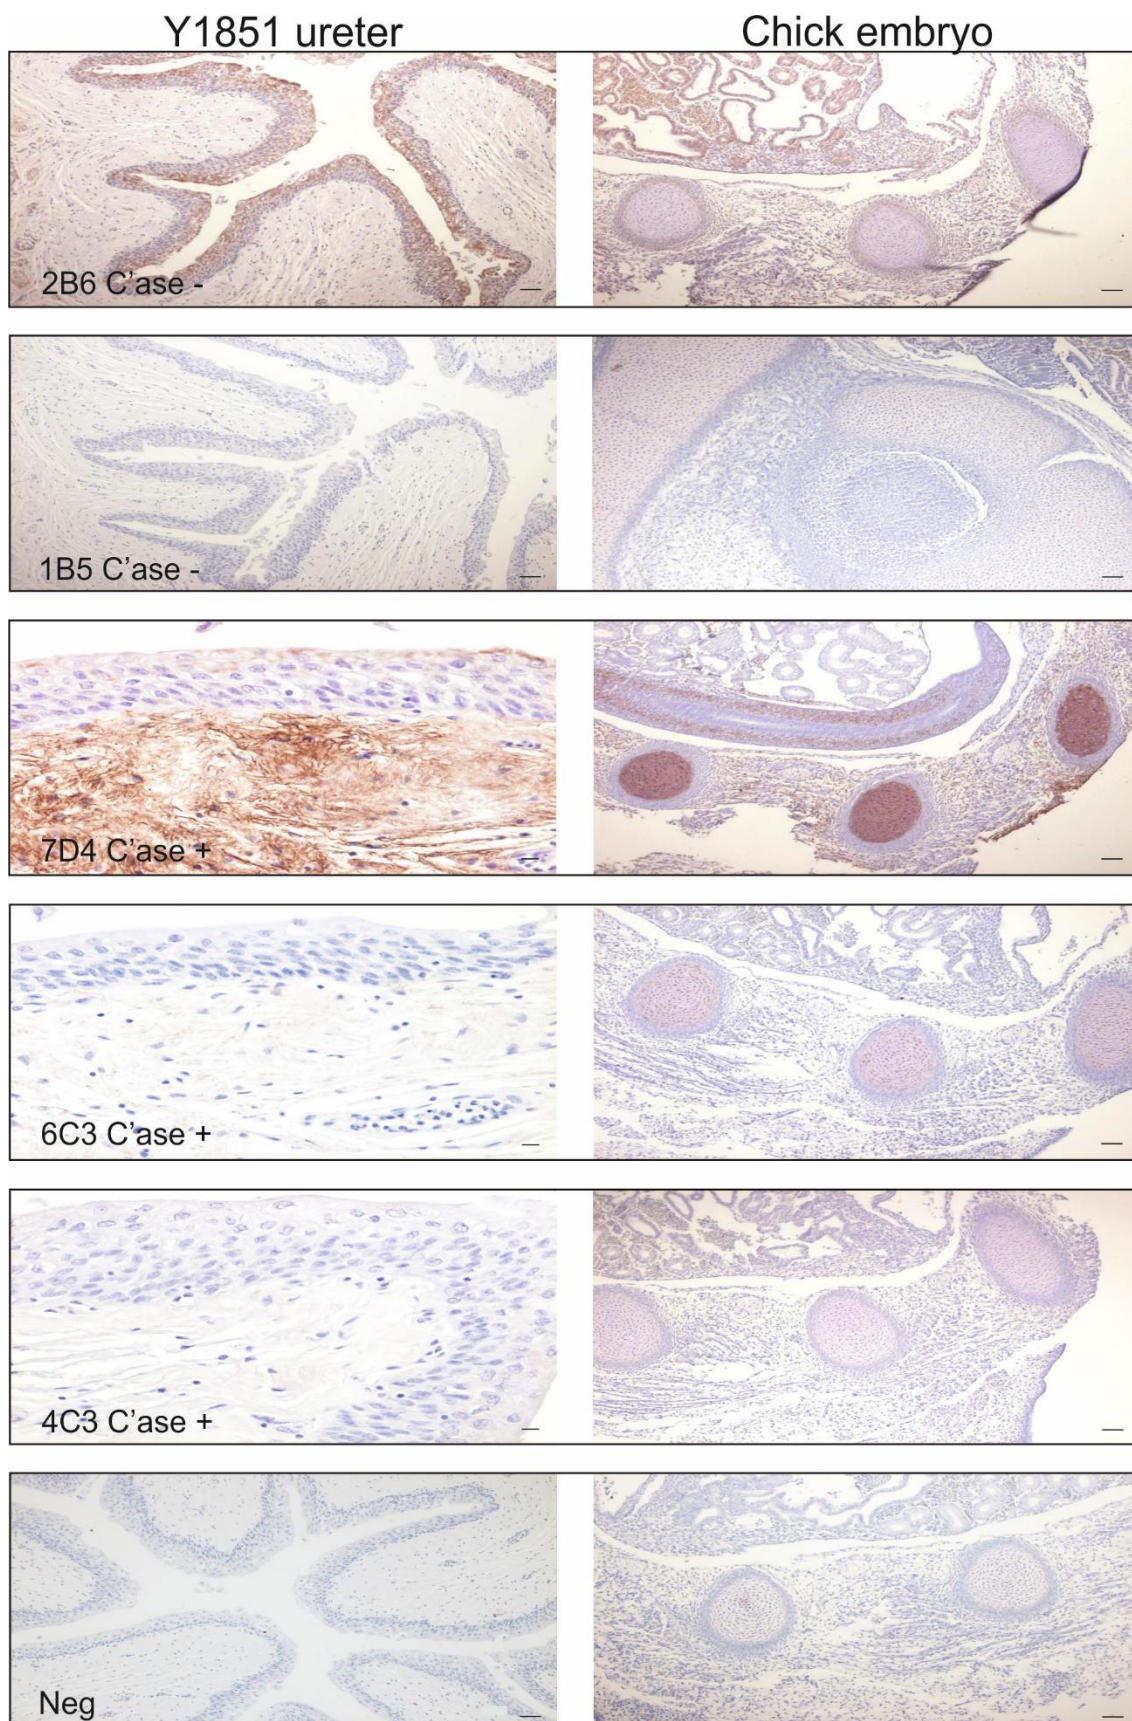 Y1851 ureter
Chick embryo
2B6 C'ase -
1B5 C'ase -
7D4 C'ase +
6C3 C'ase +
4C3 C'ase +
Neg